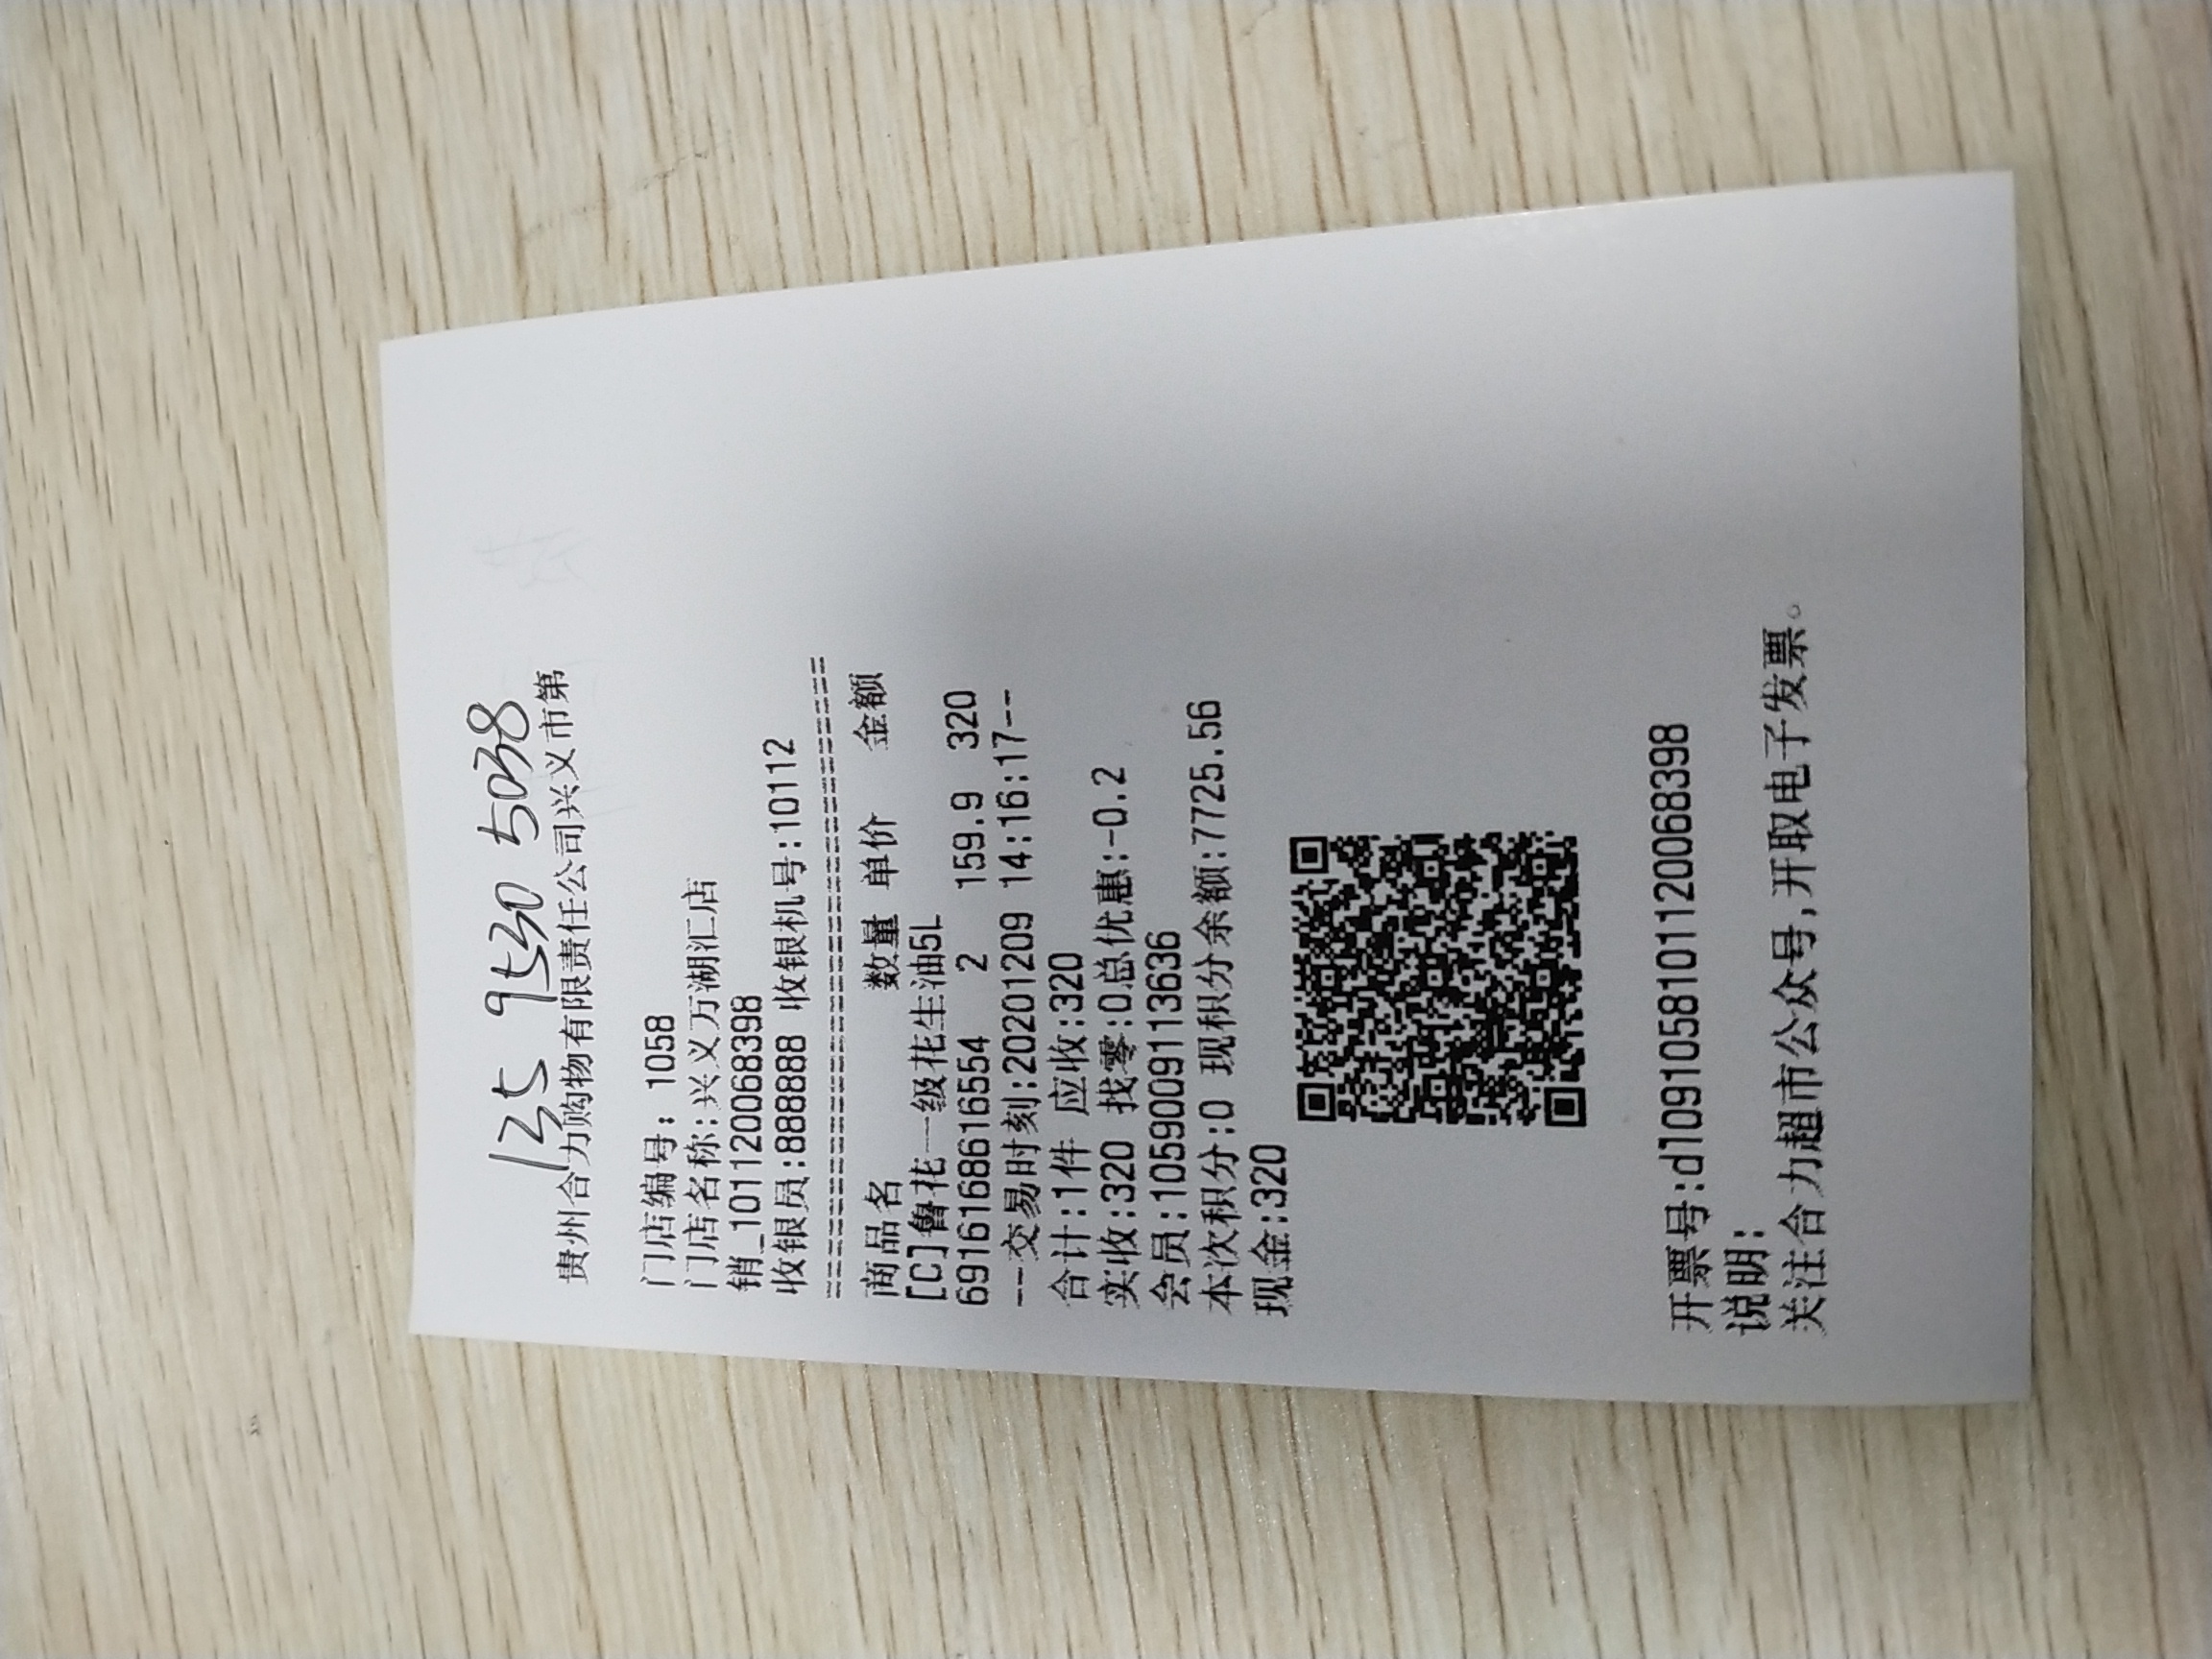 135 9530 5038
贵州合力购物有限责任公司兴义市第
门店编号: 1058
门店名称:兴义万湖汇店
销_101120068398
收银员:888888 收银机号:10112
商品名 数量 单价 金额
[C]鲁花一级花生油5L
6916168616554 2 159.9 320
--交易时刻:20201209 14:16:17--
合计:1件 应收:320
实收:320 找零:0总优惠:-0.2
会员:1059009113636
本次积分:0 现积分余额:7725.56
现金:320
开票号:d109105810112006​8398
说明:
关注合力超市公众号,开取电子发票。